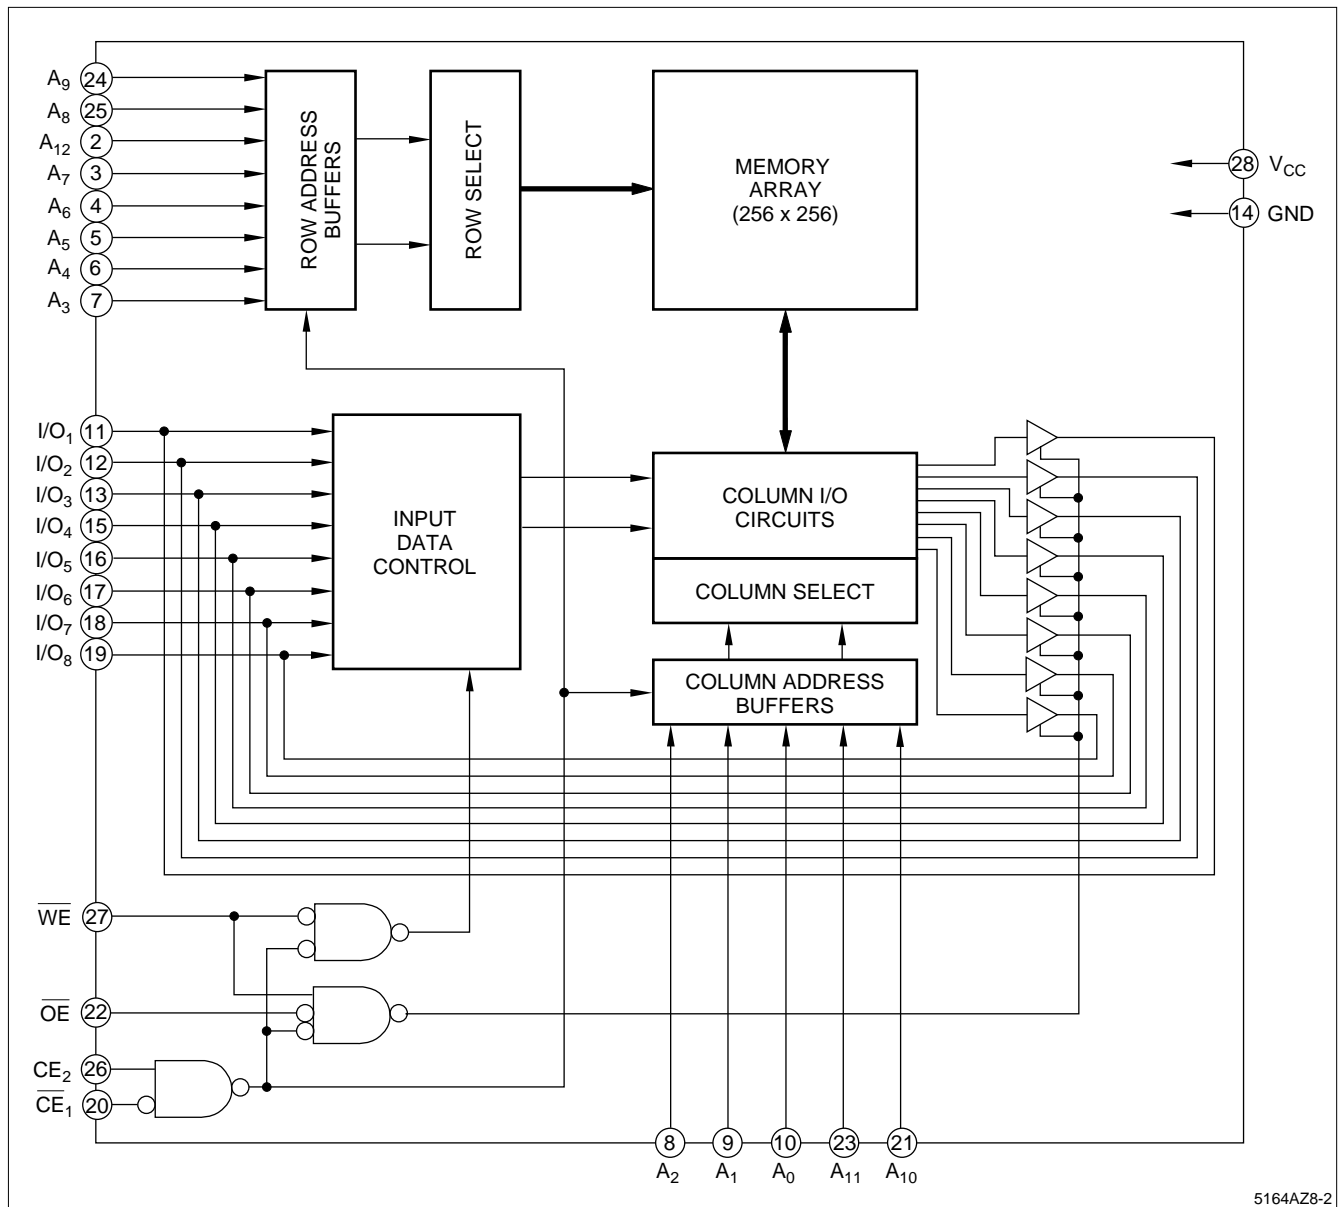 A9 24
A8 25
A12 2
A7 3
A6 4
A5 5
A4 6
A3 7
ROW ADDRESS
BUFFERS
ROW SELECT
MEMORY
ARRAY
(256 x 256)
28 VCC
14 GND
I/O1 11
I/O2 12
I/O3 13
I/O4 15
I/O5 16
I/O6 17
I/O7 18
I/O8 19
INPUT
DATA
CONTROL
COLUMN I/O
CIRCUITS
COLUMN SELECT
COLUMN ADDRESS
BUFFERS
W̅E̅ 27
O̅E̅ 22
CE2 26
C̅E̅1 20
8 9 10 23 21
A2 A1 A0 A11 A10
5164AZ8-2